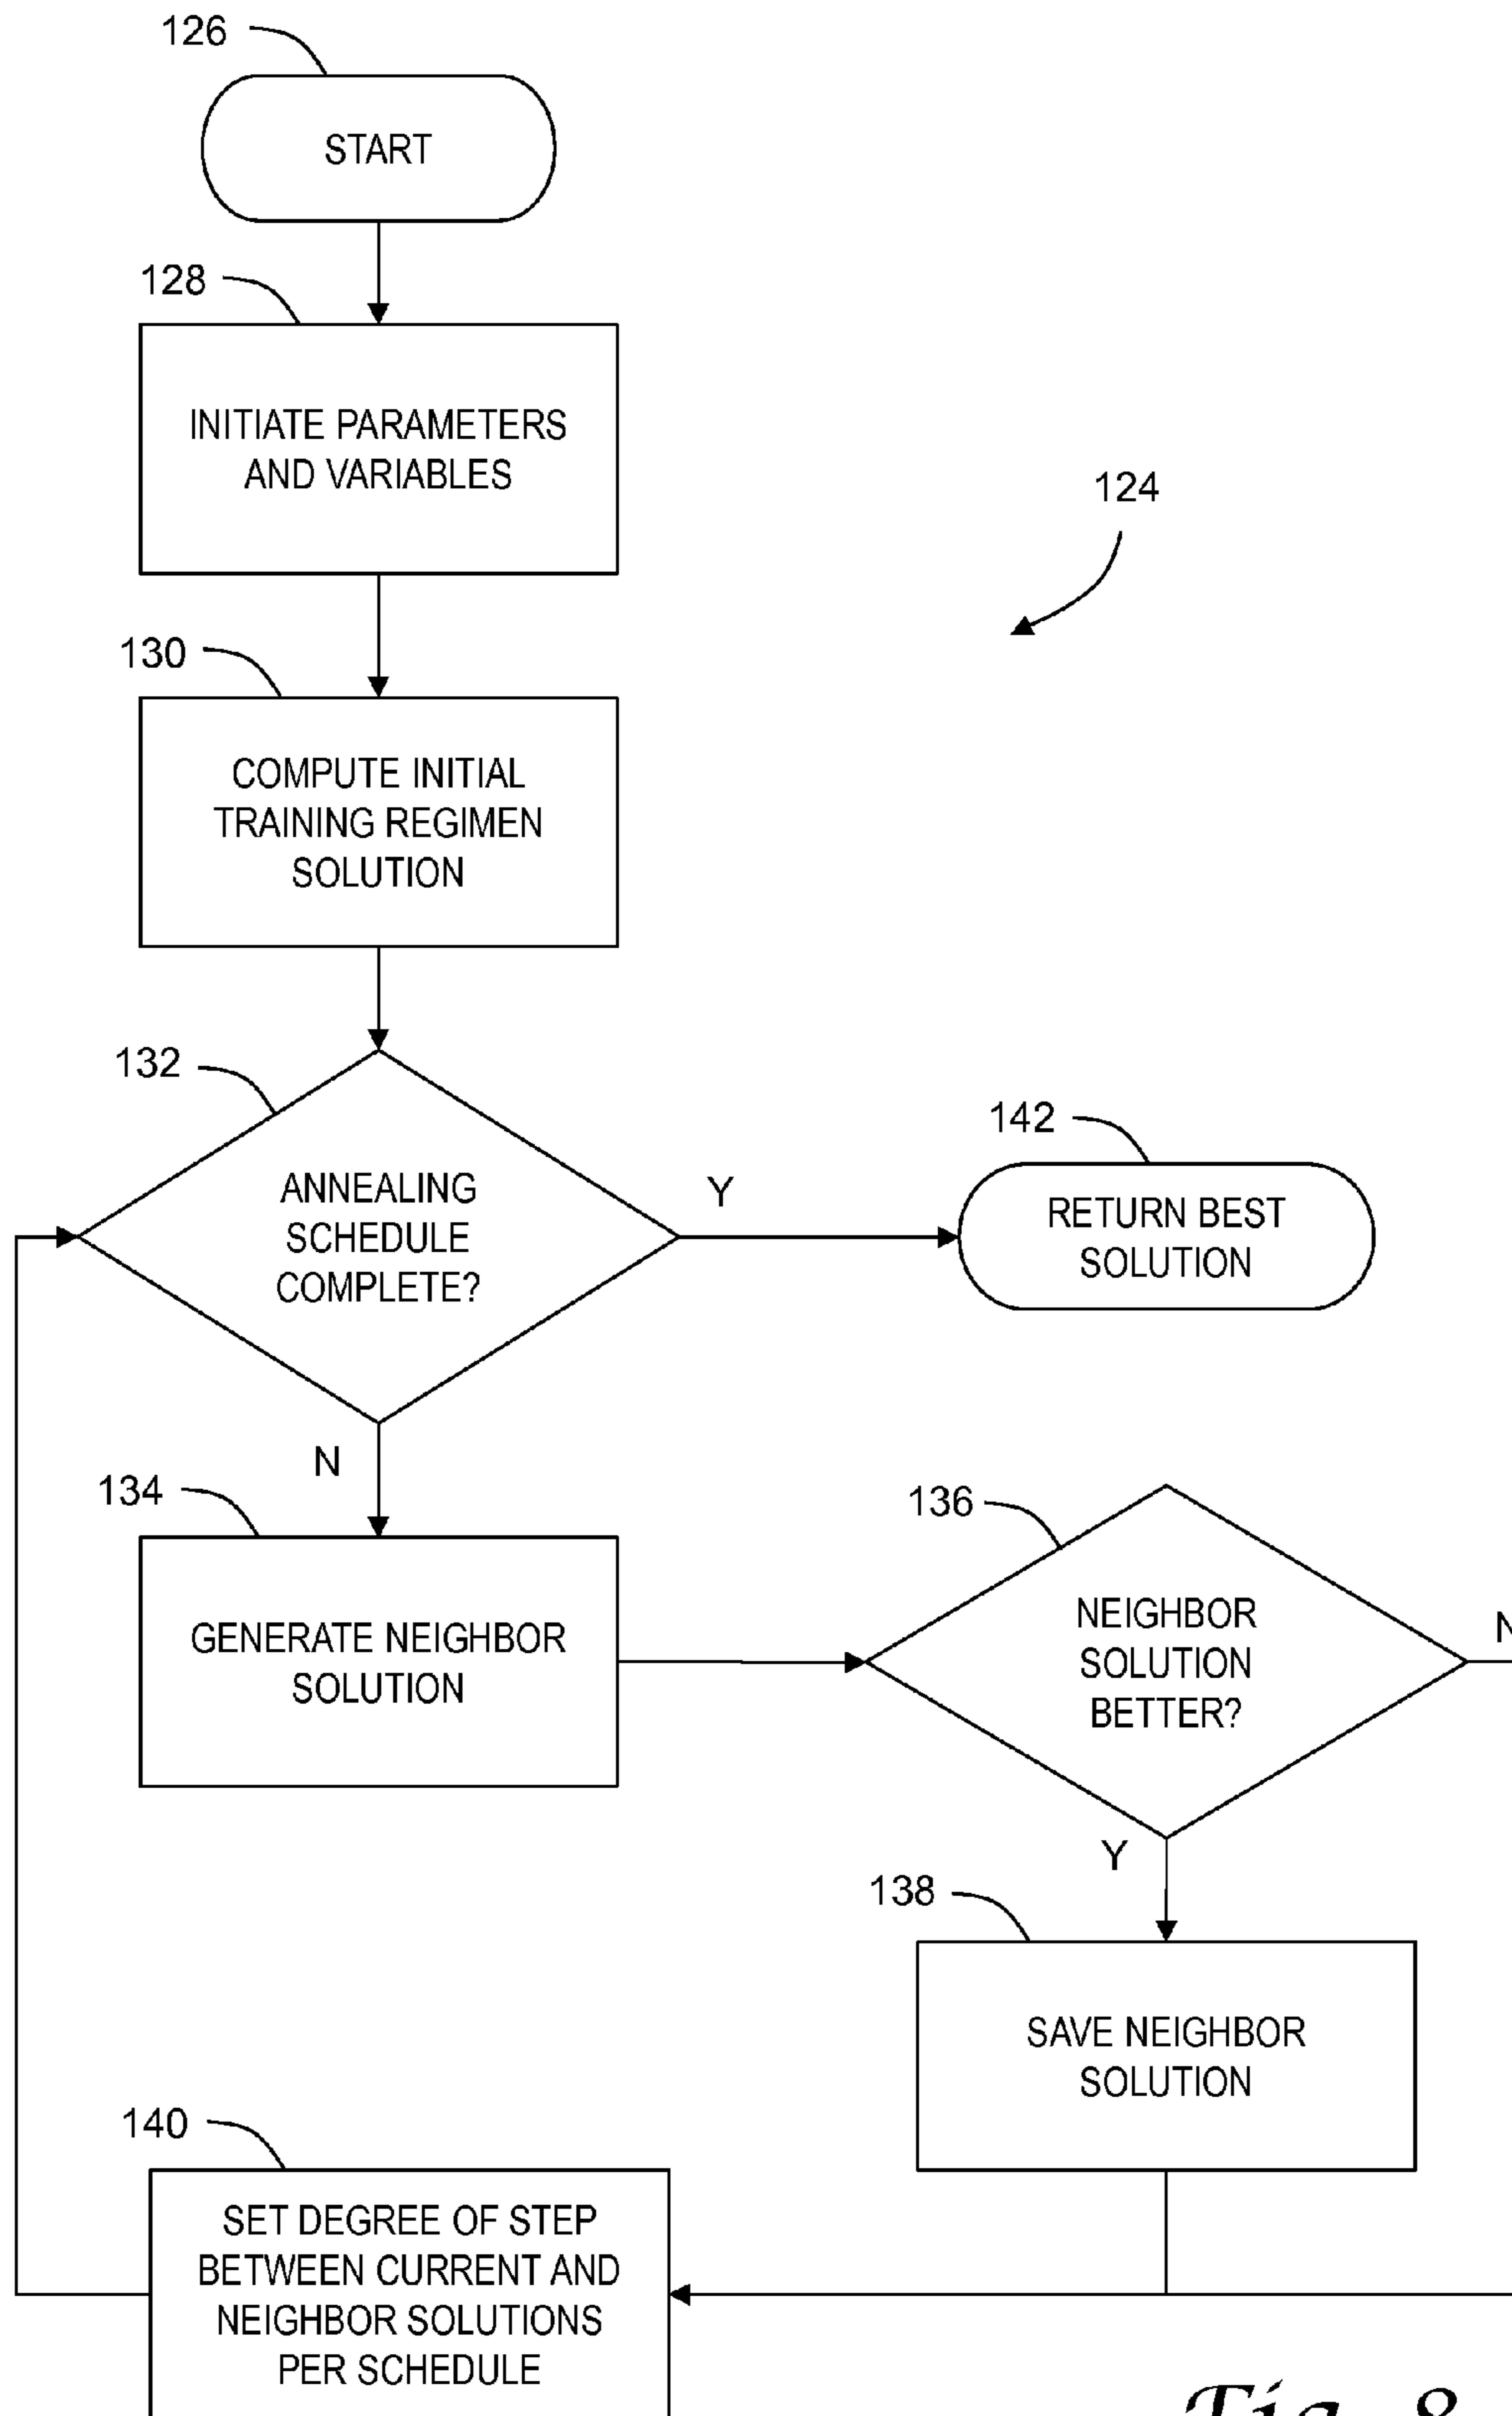 126
START
128
INITIATE PARAMETERS
AND VARIABLES
124
130
COMPUTE INITIAL
TRAINING REGIMEN
SOLUTION
132
ANNEALING
SCHEDULE
COMPLETE?
Y
142
RETURN BEST
SOLUTION
N
134
GENERATE NEIGHBOR
SOLUTION
136
NEIGHBOR
SOLUTION
BETTER?
N
Y
138
SAVE NEIGHBOR
SOLUTION
140
SET DEGREE OF STEP
BETWEEN CURRENT AND
NEIGHBOR SOLUTIONS
PER SCHEDULE
Fig. 8